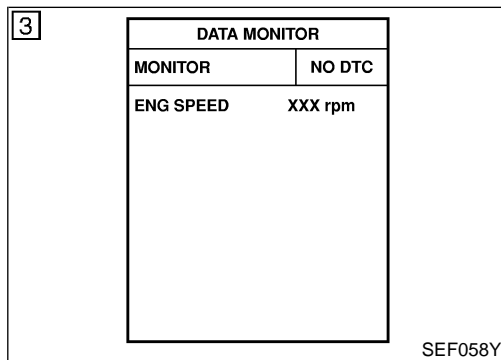 3
DATA MONITOR
MONITOR NO DTC
ENG SPEED XXX rpm
SEF058Y